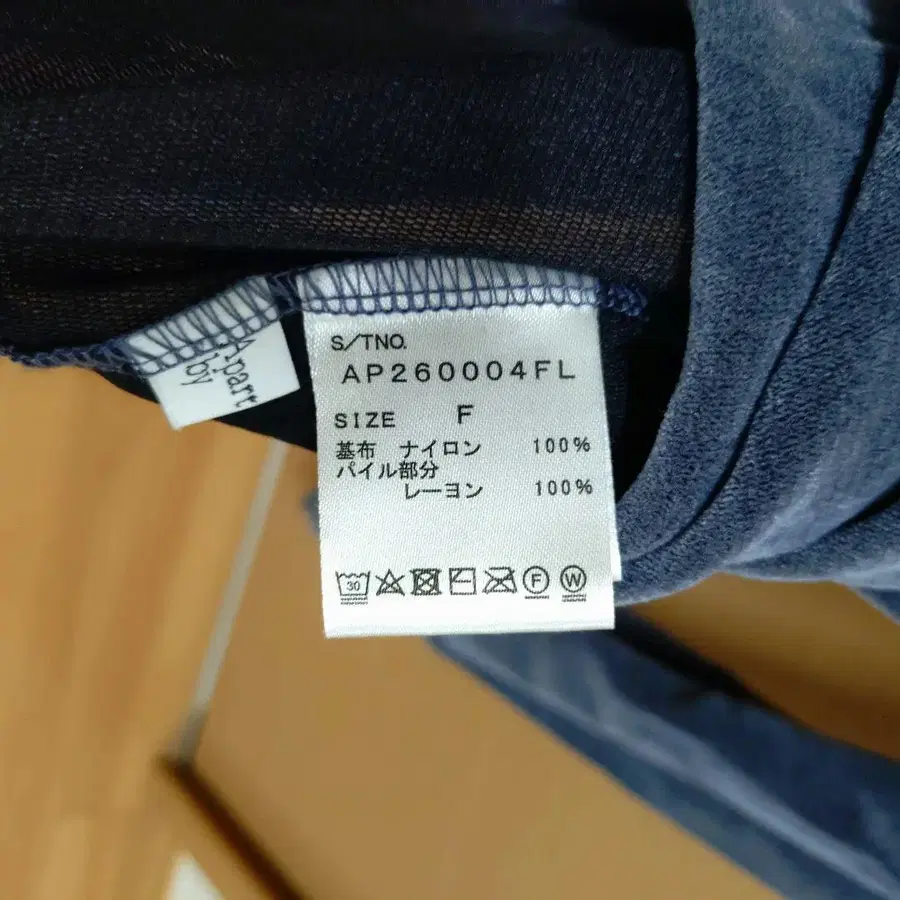 Apart
by
S/TNO.
AP260004FL
SIZE F
基布 ナイロン 100%
パイル部分
レーヨン 100%
30
F W